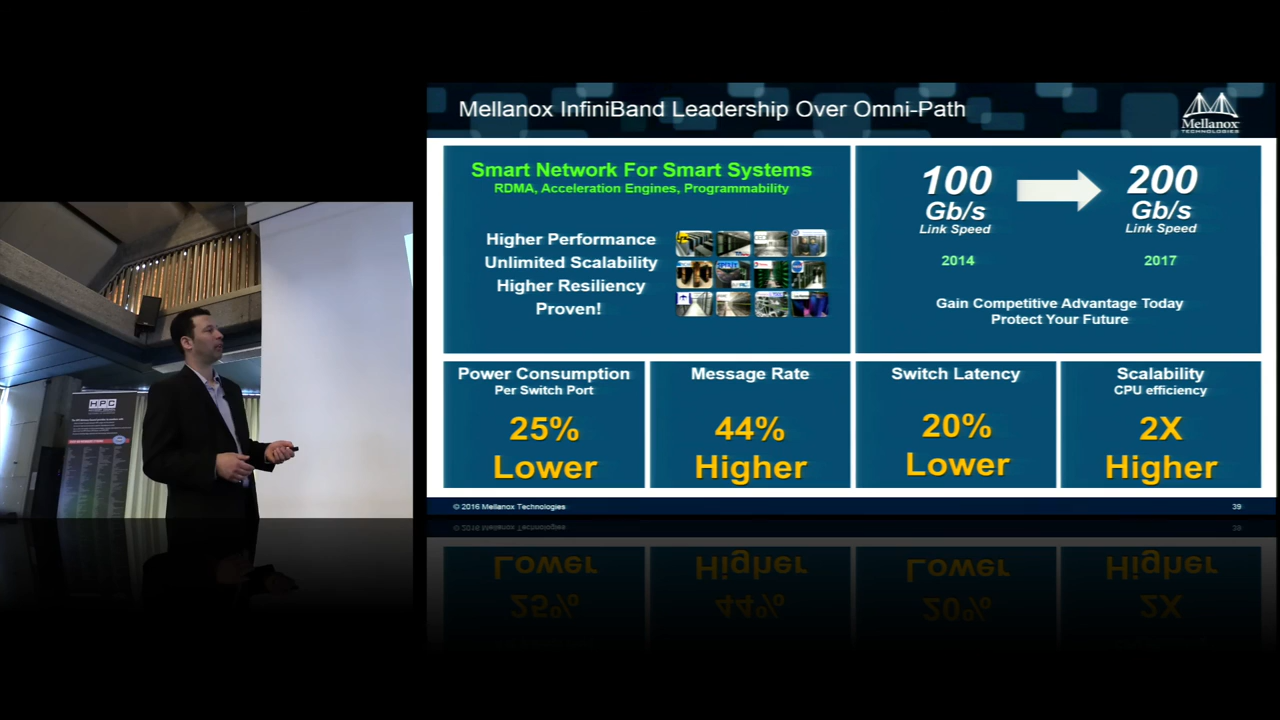 Mellanox InfiniBand Leadership Over Omni-Path
Mellanox
TECHNOLOGIES
Smart Network For Smart Systems
RDMA, Acceleration Engines, Programmability
Higher Performance
Unlimited Scalability
Higher Resiliency
Proven!
100
Gb/s
Link Speed
2014
200
Gb/s
Link Speed
2017
Gain Competitive Advantage Today
Protect Your Future
Power Consumption
Per Switch Port
25%
Lower
Message Rate
44%
Higher
Switch Latency
20%
Lower
Scalability
CPU efficiency
2X
Higher
© 2016 Mellanox Technologies
39
HPC